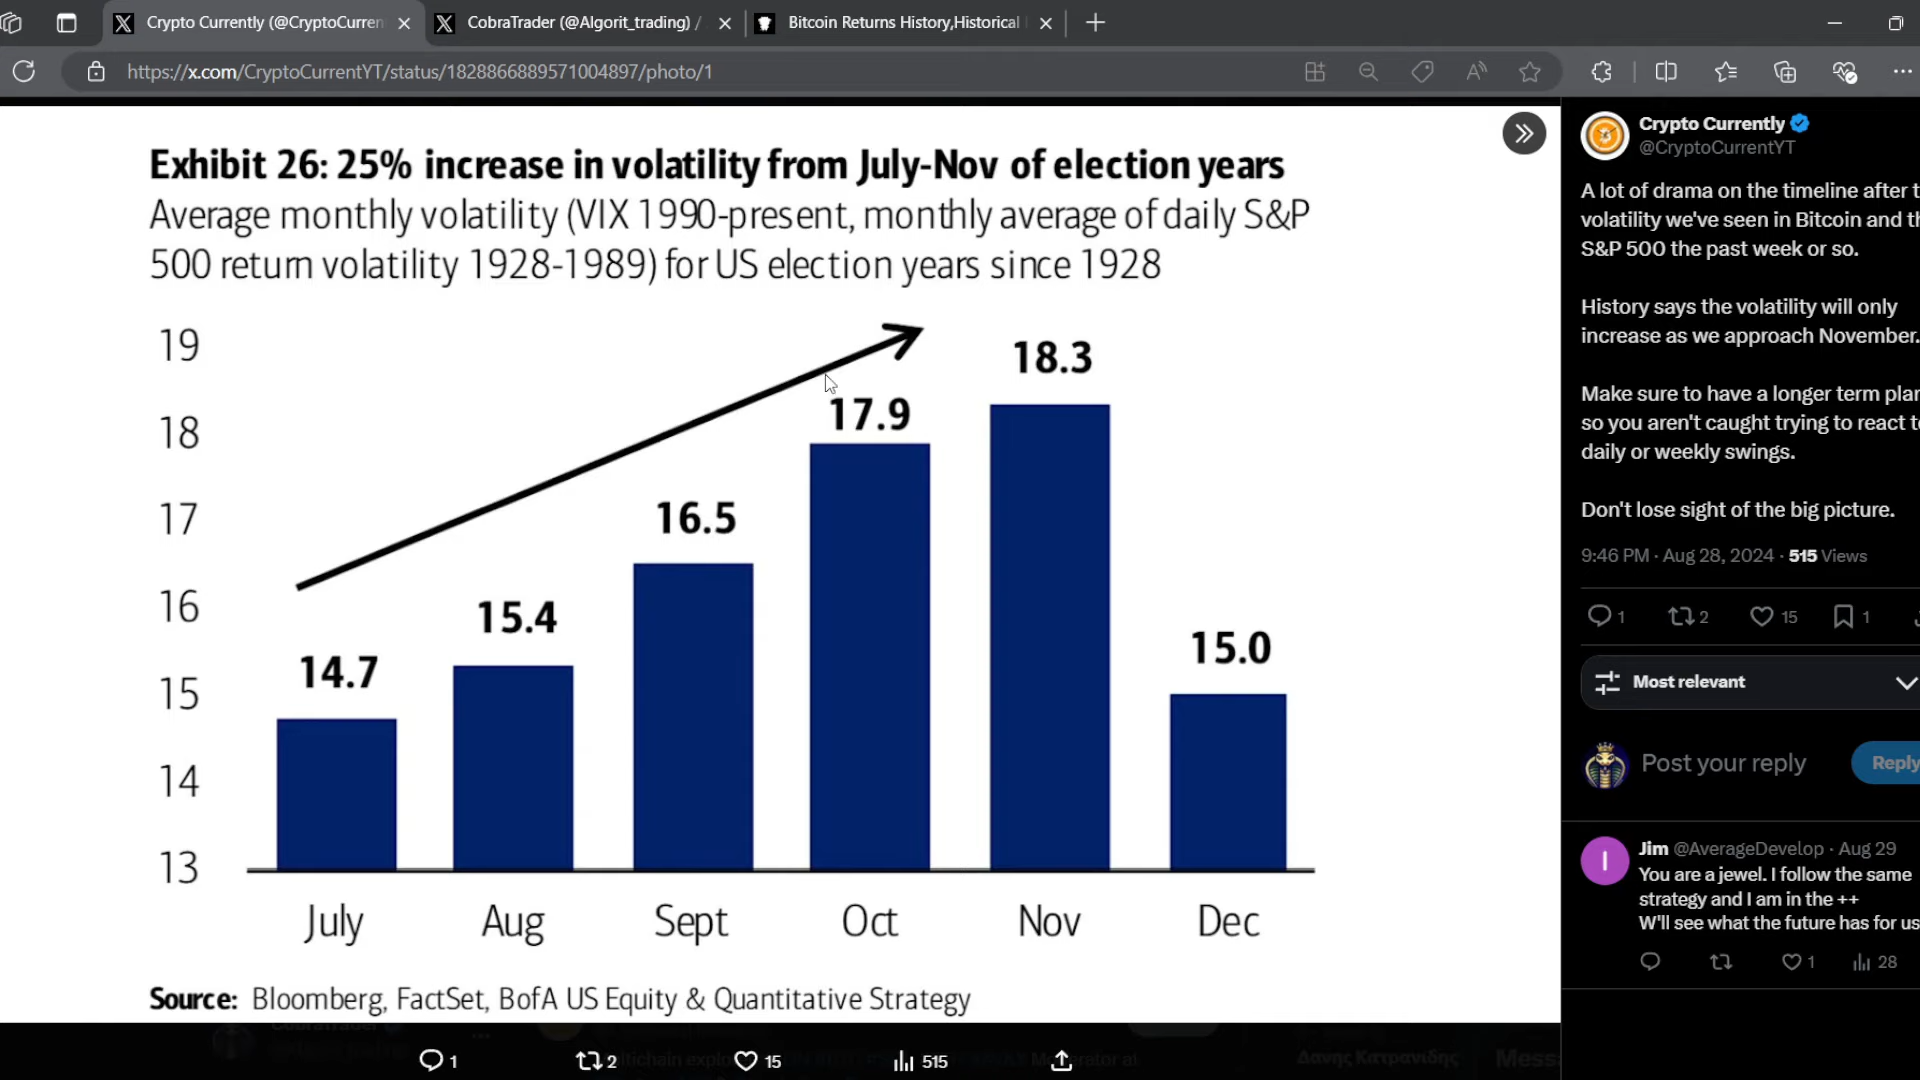 Crypto Currently (@CryptoCurren
CobraTrader (@Algorit_trading) /
Bitcoin Returns History,Historical
https://x.com/CryptoCurrentYT/status/1828866889571004897/photo/1
Exhibit 26: 25% increase in volatility from July-Nov of election years
Average monthly volatility (VIX 1990-present, monthly average of daily S&P
500 return volatility 1928-1989) for US election years since 1928
19
18
17
16
15
14
13
14.7
15.4
16.5
17.9
18.3
15.0
July
Aug
Sept
Oct
Nov
Dec
Source: Bloomberg, FactSet, BofA US Equity & Quantitative Strategy
1
2
15
515
Crypto Currently
@CryptoCurrentYT
A lot of drama on the timeline after t
volatility we've seen in Bitcoin and th
S&P 500 the past week or so.
History says the volatility will only
increase as we approach November.
Make sure to have a longer term plan
so you aren't caught trying to react to
daily or weekly swings.
Don't lose sight of the big picture.
9:46 PM · Aug 28, 2024 · 515 Views
1
2
15
1
Most relevant
Post your reply
Reply
I
Jim @AverageDevelop · Aug 29
You are a jewel. I follow the same
strategy and I am in the ++
W'll see what the future has for us
1
28